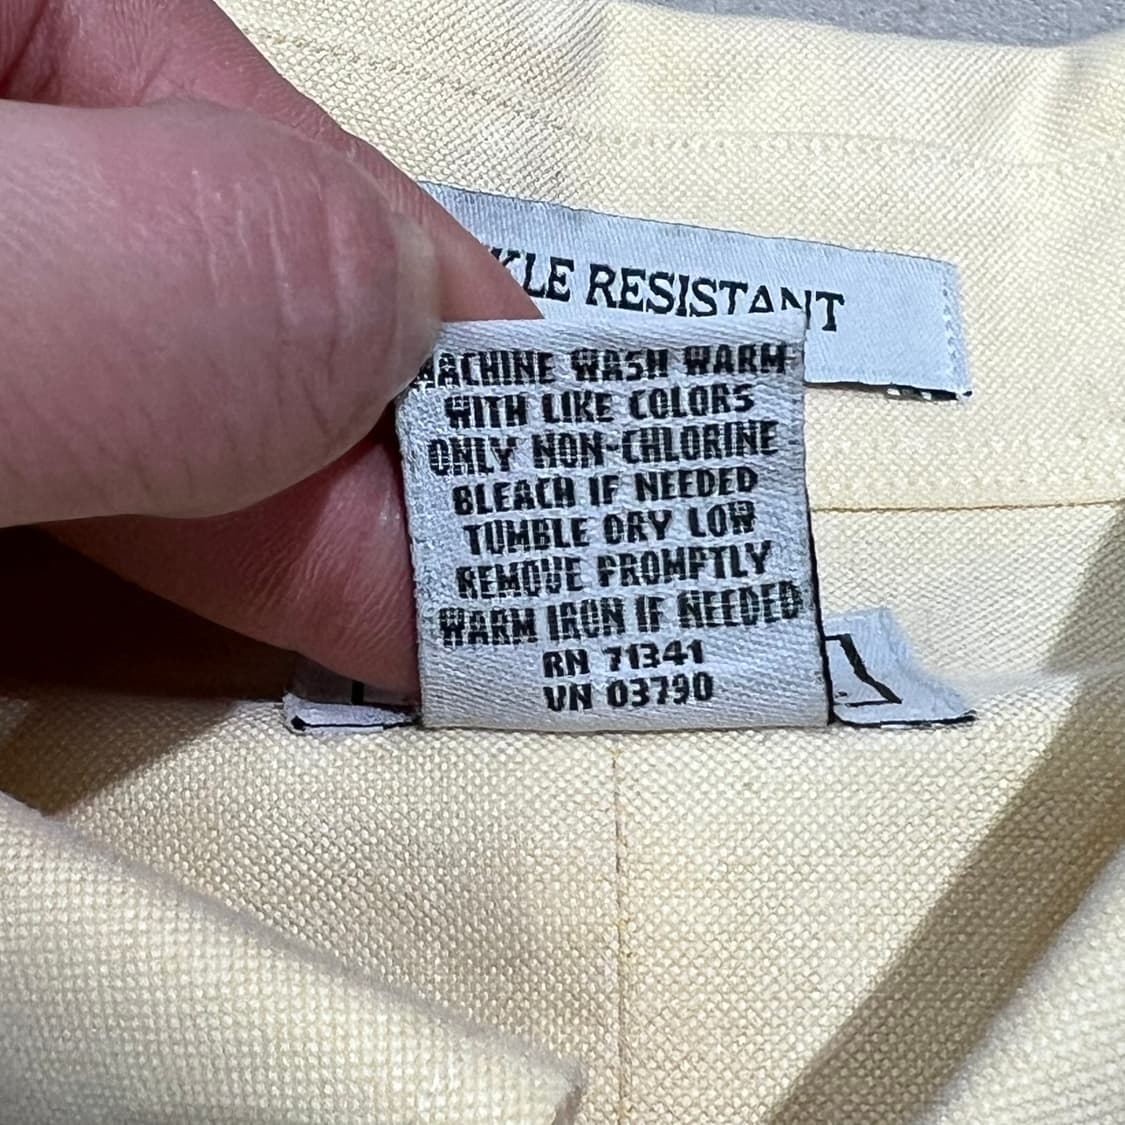 KLE RESISTANT
MACHINE WASH WARM
WITH LIKE COLORS
ONLY NON-CHLORINE
BLEACH IF NEEDED
TUMBLE DRY LOW
REMOVE PROMPTLY
WARM IRON IF NEEDED
RN 71341
VN 03790